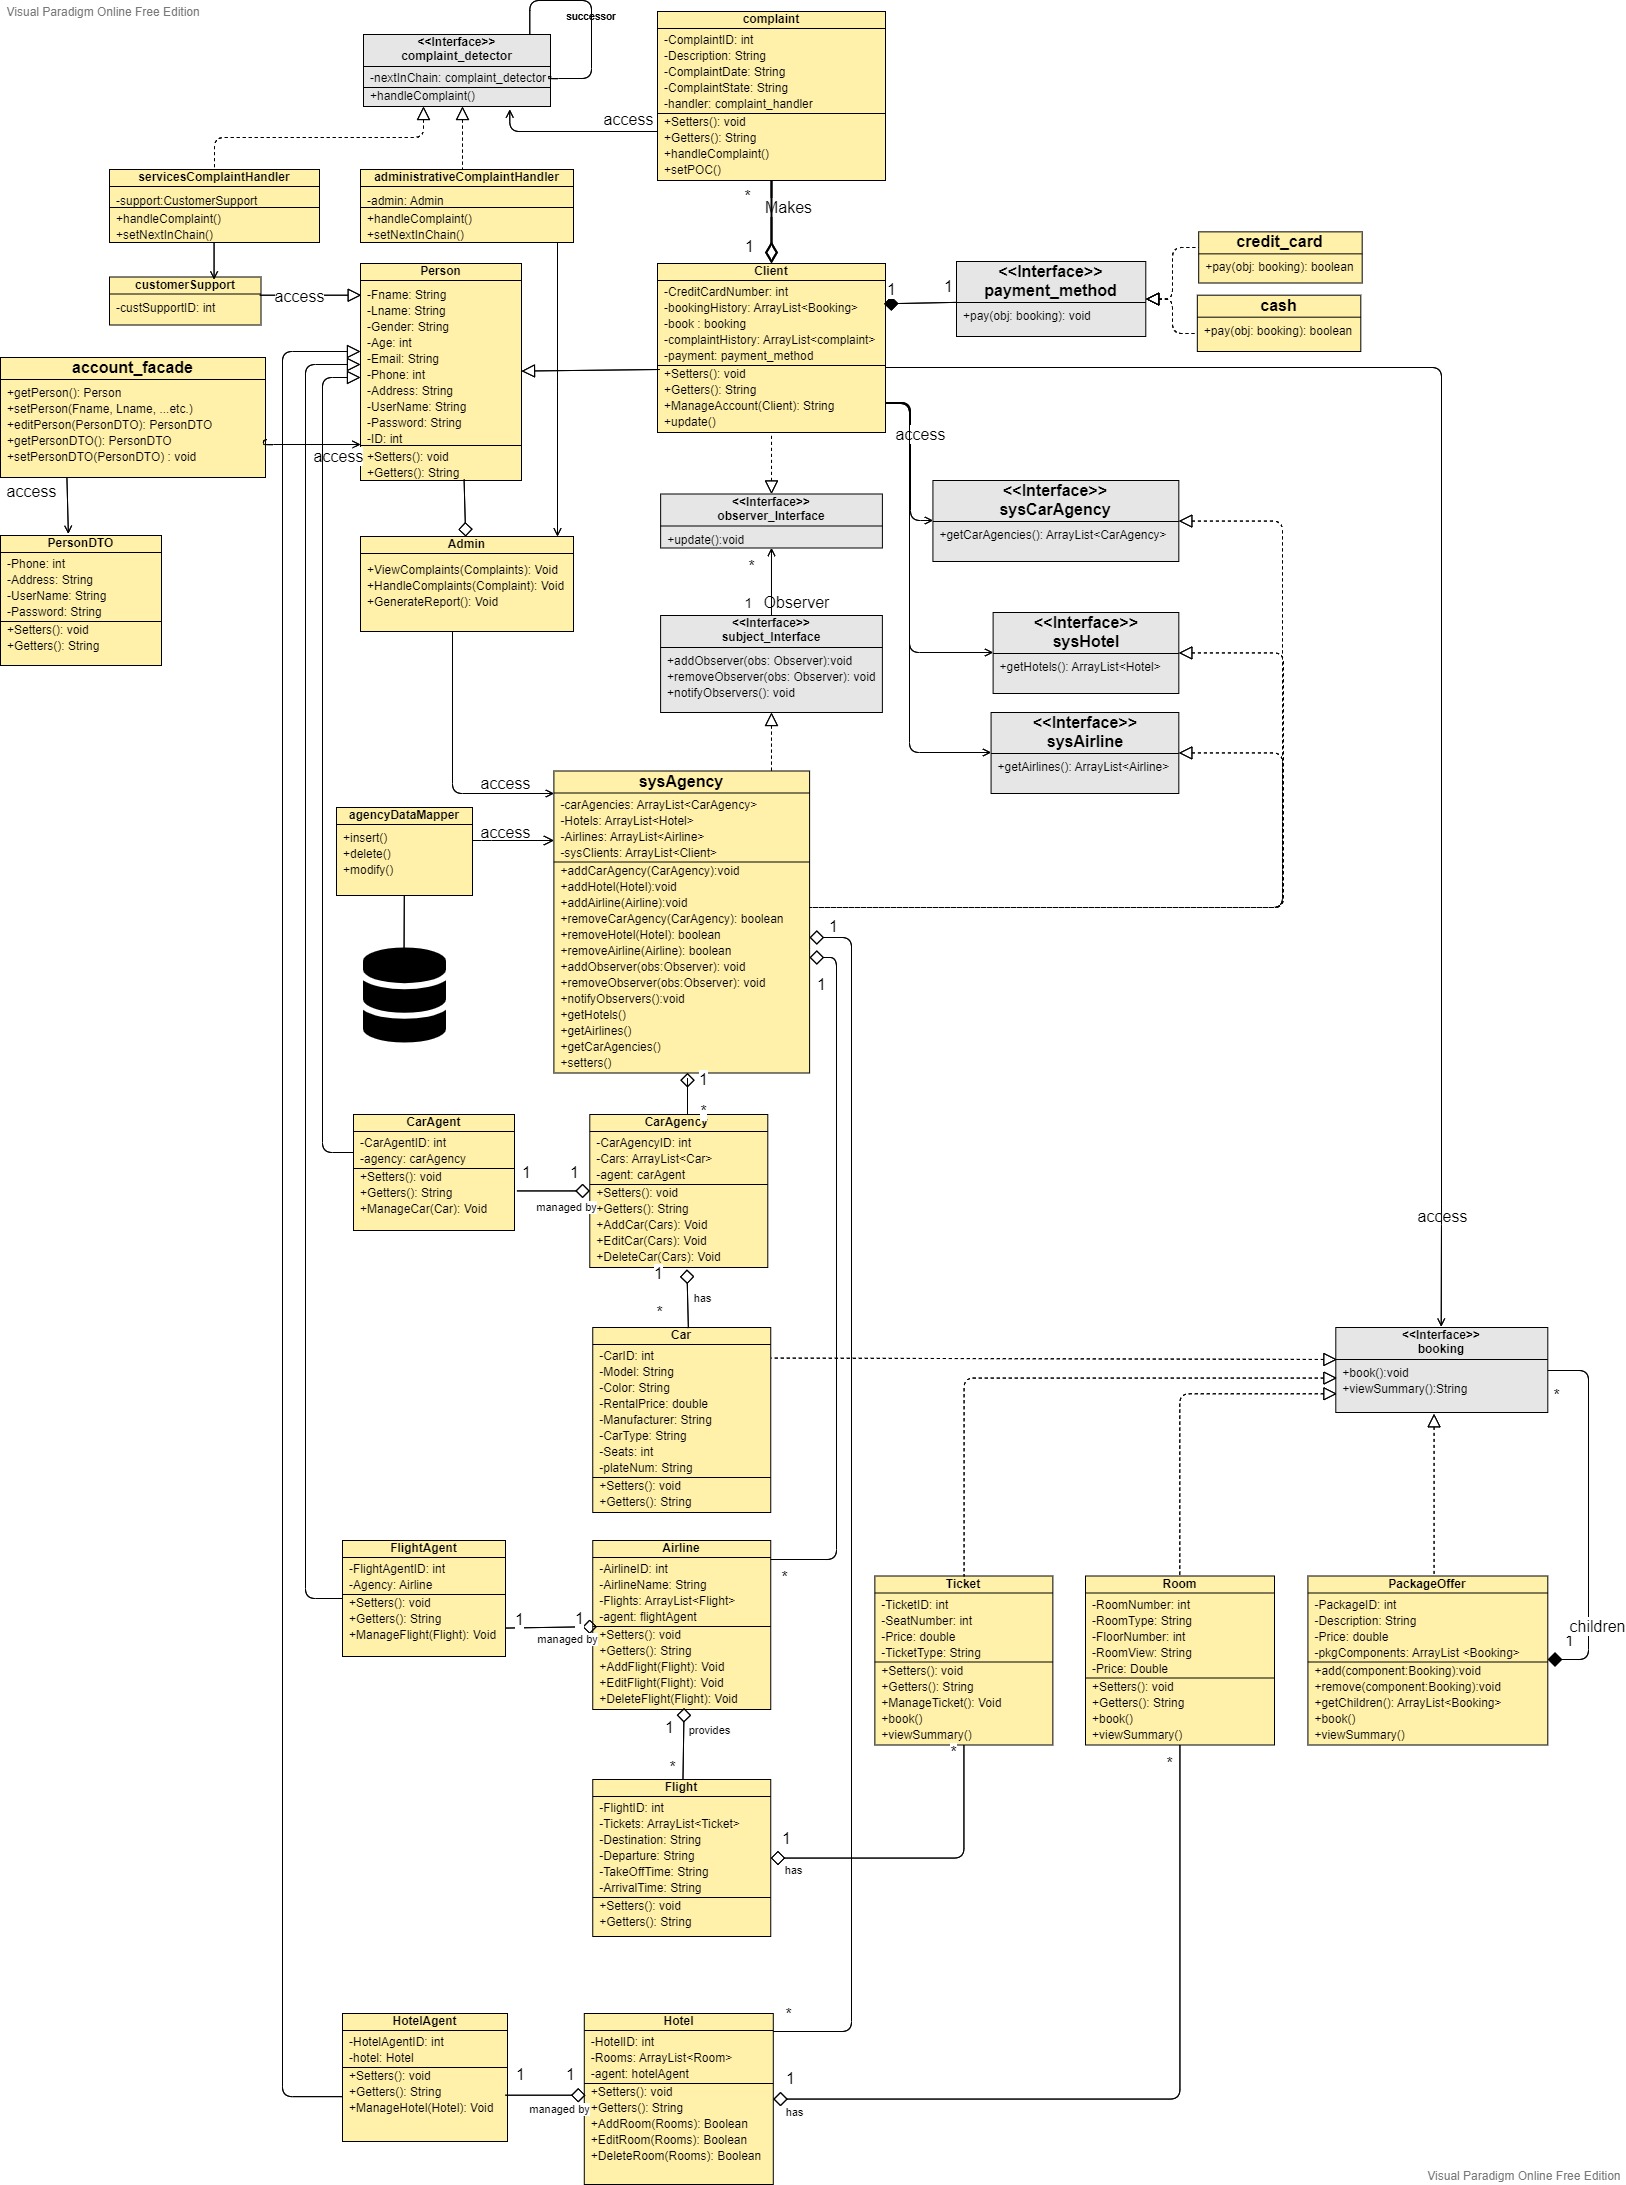 Visual Paradigm Online Free Edition
successor
<<Interface>>
complaint_detector
-nextInChain: complaint_detector
+handleComplaint()
complaint
-ComplaintID: int
-Description: String
-ComplaintDate: String
-ComplaintState: String
-handler: complaint_handler
+Setters(): void
+Getters(): String
+handleComplaint()
+setPOC()
access
servicesComplaintHandler
-support:CustomerSupport
+handleComplaint()
+setNextInChain()
administrativeComplaintHandler
-admin: Admin
+handleComplaint()
+setNextInChain()
*
Makes
1
customerSupport
-custSupportID: int
access
Person
-Fname: String
-Lname: String
-Gender: String
-Age: int
-Email: String
-Phone: int
-Address: String
-UserName: String
-Password: String
-ID: int
+Setters(): void
+Getters(): String
Client
-CreditCardNumber: int
-bookingHistory: ArrayList<Booking>
-book : booking
-complaintHistory: ArrayList<complaint>
-payment: payment_method
+Setters(): void
+Getters(): String
+ManageAccount(Client): String
+update()
1
1
<<Interface>>
payment_method
+pay(obj: booking): void
credit_card
+pay(obj: booking): boolean
cash
+pay(obj: booking): boolean
account_facade
+getPerson(): Person
+setPerson(Fname, Lname, ...etc.)
+editPerson(PersonDTO): PersonDTO
+getPersonDTO(): PersonDTO
+setPersonDTO(PersonDTO) : void
access
access
PersonDTO
-Phone: int
-Address: String
-UserName: String
-Password: String
+Setters(): void
+Getters(): String
Admin
+ViewComplaints(Complaints): Void
+HandleComplaints(Complaint): Void
+GenerateReport(): Void
access
<<Interface>>
observer_Interface
+update():void
*
1
Observer
<<Interface>>
subject_Interface
+addObserver(obs: Observer):void
+removeObserver(obs: Observer): void
+notifyObservers(): void
<<Interface>>
sysCarAgency
+getCarAgencies(): ArrayList<CarAgency>
<<Interface>>
sysHotel
+getHotels(): ArrayList<Hotel>
<<Interface>>
sysAirline
+getAirlines(): ArrayList<Airline>
access
access
agencyDataMapper
+insert()
+delete()
+modify()
sysAgency
-carAgencies: ArrayList<CarAgency>
-Hotels: ArrayList<Hotel>
-Airlines: ArrayList<Airline>
-sysClients: ArrayList<Client>
+addCarAgency(CarAgency):void
+addHotel(Hotel):void
+addAirline(Airline):void
+removeCarAgency(CarAgency): boolean
+removeHotel(Hotel): boolean
+removeAirline(Airline): boolean
+addObserver(obs:Observer): void
+removeObserver(obs:Observer): void
+notifyObservers():void
+getHotels()
+getAirlines()
+getCarAgencies()
+setters()
1
1
1
*
CarAgent
-CarAgentID: int
-agency: carAgency
+Setters(): void
+Getters(): String
+ManageCar(Car): Void
1
1
managed by
CarAgency
-CarAgencyID: int
-Cars: ArrayList<Car>
-agent: carAgent
+Setters(): void
+Getters(): String
+AddCar(Cars): Void
+EditCar(Cars): Void
+DeleteCar(Cars): Void
access
1
has
*
Car
-CarID: int
-Model: String
-Color: String
-RentalPrice: double
-Manufacturer: String
-CarType: String
-Seats: int
-plateNum: String
+Setters(): void
+Getters(): String
<<Interface>>
booking
+book():void
+viewSummary():String
*
children
1
FlightAgent
-FlightAgentID: int
-Agency: Airline
+Setters(): void
+Getters(): String
+ManageFlight(Flight): Void
1
1
managed by
Airline
-AirlineID: int
-AirlineName: String
-Flights: ArrayList<Flight>
-agent: flightAgent
+Setters(): void
+Getters(): String
+AddFlight(Flight): Void
+EditFlight(Flight): Void
+DeleteFlight(Flight): Void
*
Ticket
-TicketID: int
-SeatNumber: int
-Price: double
-TicketType: String
+Setters(): void
+Getters(): String
+ManageTicket(): Void
+book()
+viewSummary()
*
Room
-RoomNumber: int
-RoomType: String
-FloorNumber: int
-RoomView: String
-Price: Double
+Setters(): void
+Getters(): String
+book()
+viewSummary()
*
PackageOffer
-PackageID: int
-Description: String
-Price: double
-pkgComponents: ArrayList <Booking>
+add(component:Booking):void
+remove(component:Booking):void
+getChildren(): ArrayList<Booking>
+book()
+viewSummary()
1
provides
*
Flight
-FlightID: int
-Tickets: ArrayList<Ticket>
-Destination: String
-Departure: String
-TakeOffTime: String
-ArrivalTime: String
+Setters(): void
+Getters(): String
1
has
HotelAgent
-HotelAgentID: int
-hotel: Hotel
+Setters(): void
+Getters(): String
+ManageHotel(Hotel): Void
1
1
managed by
*
Hotel
-HotelID: int
-Rooms: ArrayList<Room>
-agent: hotelAgent
+Setters(): void
+Getters(): String
+AddRoom(Rooms): Boolean
+EditRoom(Rooms): Boolean
+DeleteRoom(Rooms): Boolean
1
has
Visual Paradigm Online Free Edition